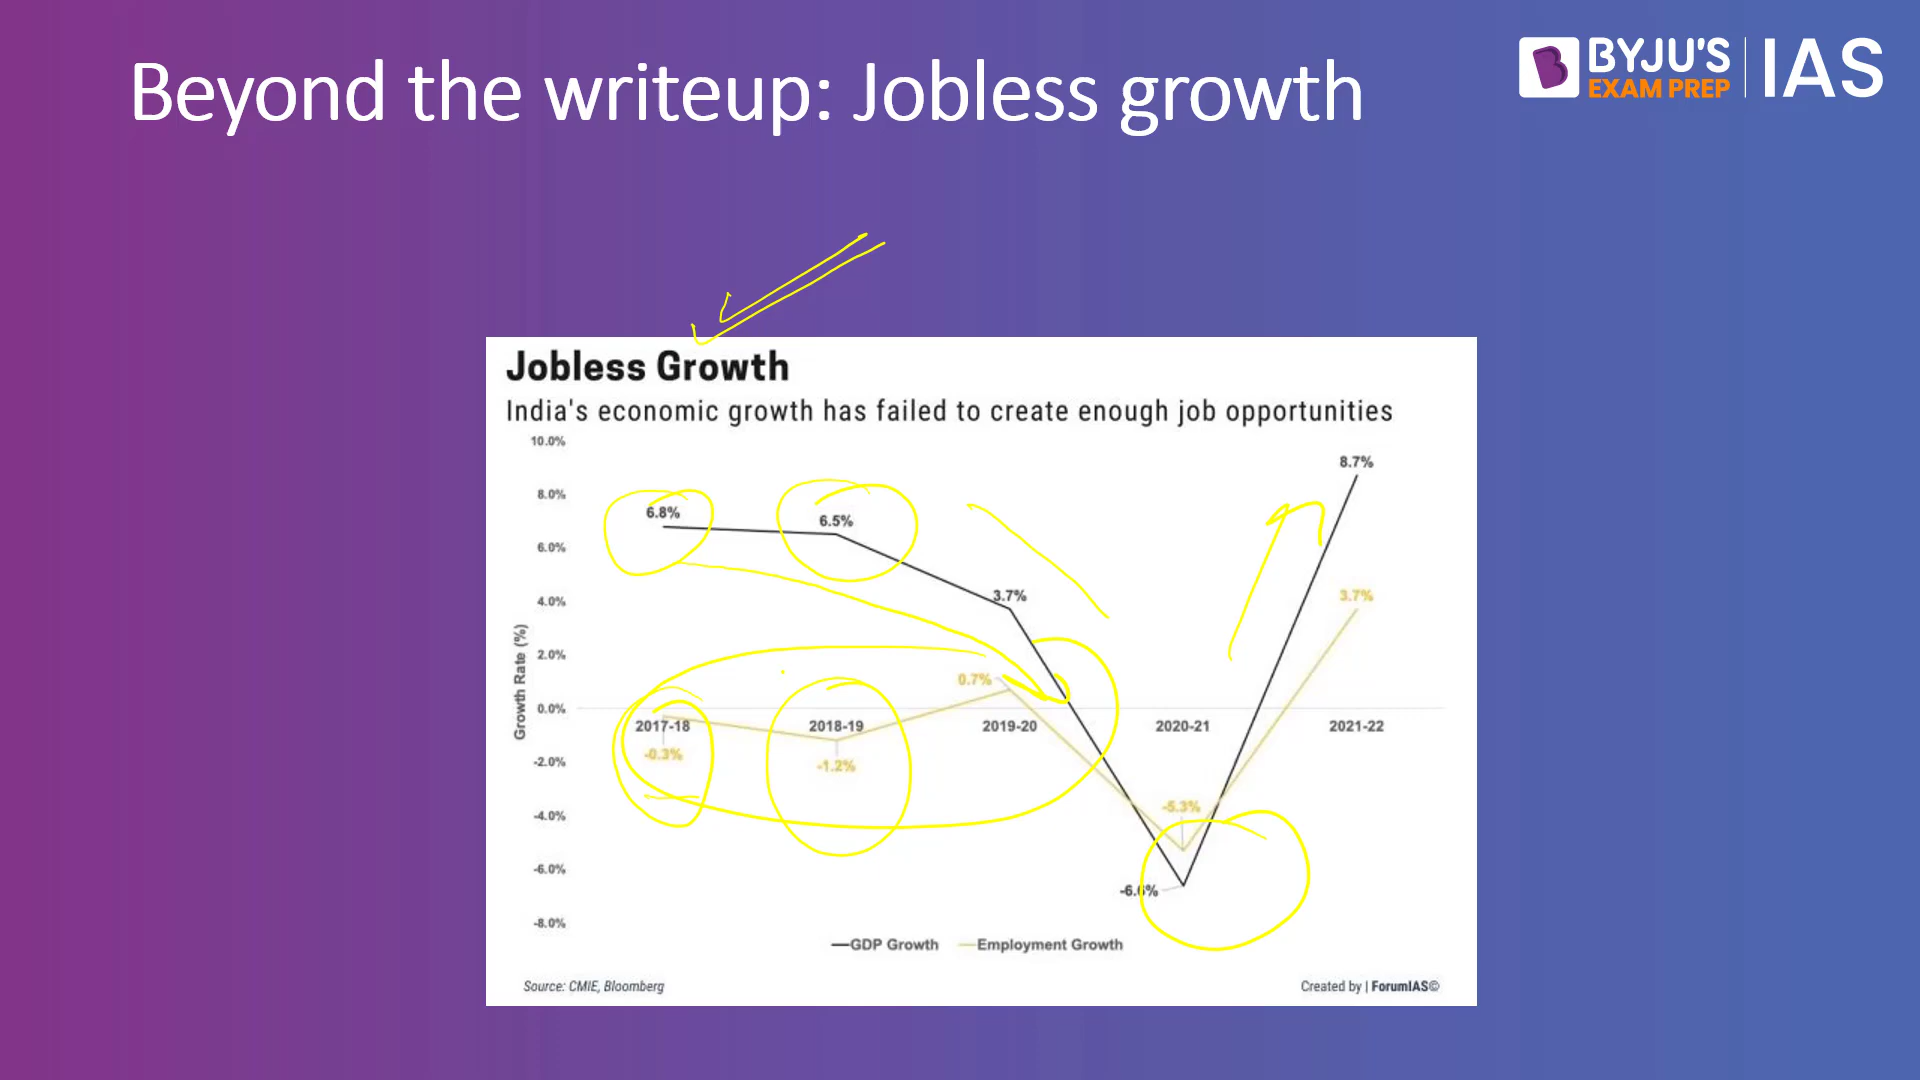 Beyond the writeup: Jobless growth
BYJU'S
EXAM PREP
IAS
Jobless Growth
India's economic growth has failed to create enough job opportunities
10.0%
8.0%
6.0%
4.0%
2.0%
0.0%
-2.0%
-4.0%
-6.0%
-8.0%
Growth Rate (%)
6.8%
6.5%
3.7%
-6.6%
8.7%
-0.3%
-1.2%
0.7%
-5.3%
3.7%
2017-18
2018-19
2019-20
2020-21
2021-22
GDP Growth
Employment Growth
Source: CMIE, Bloomberg
Created by | ForumIAS©